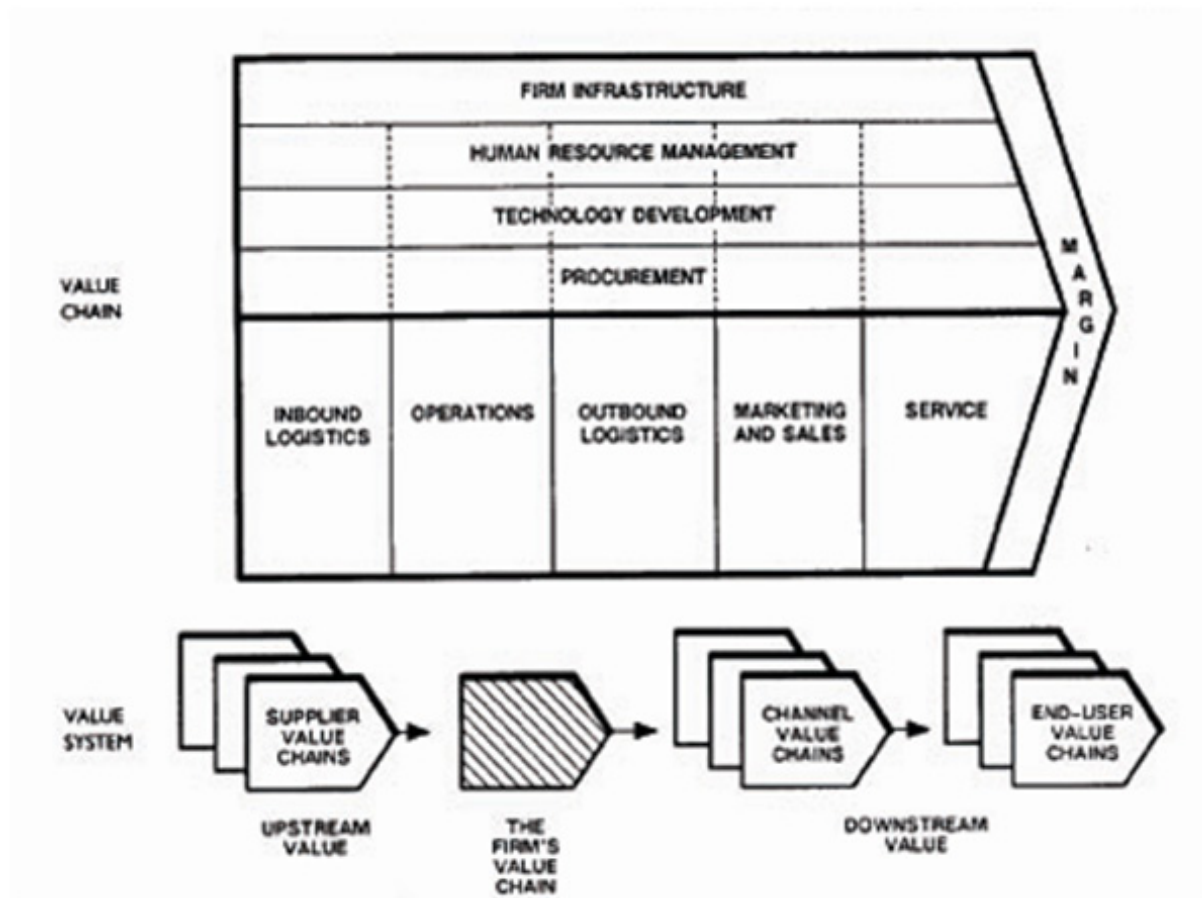 FIRM INFRASTRUCTURE
HUMAN RESOURCE MANAGEMENT
TECHNOLOGY DEVELOPMENT
PROCUREMENT
VALUE
CHAIN
MARGIN
INBOUND
LOGISTICS
OPERATIONS
OUTBOUND
LOGISTICS
MARKETING
AND SALES
SERVICE
VALUE
SYSTEM
SUPPLIER
VALUE
CHAINS
CHANNEL
VALUE
CHAINS
END-USER
VALUE
CHAINS
UPSTREAM
VALUE
THE
FIRM'S
VALUE
CHAIN
DOWNSTREAM
VALUE